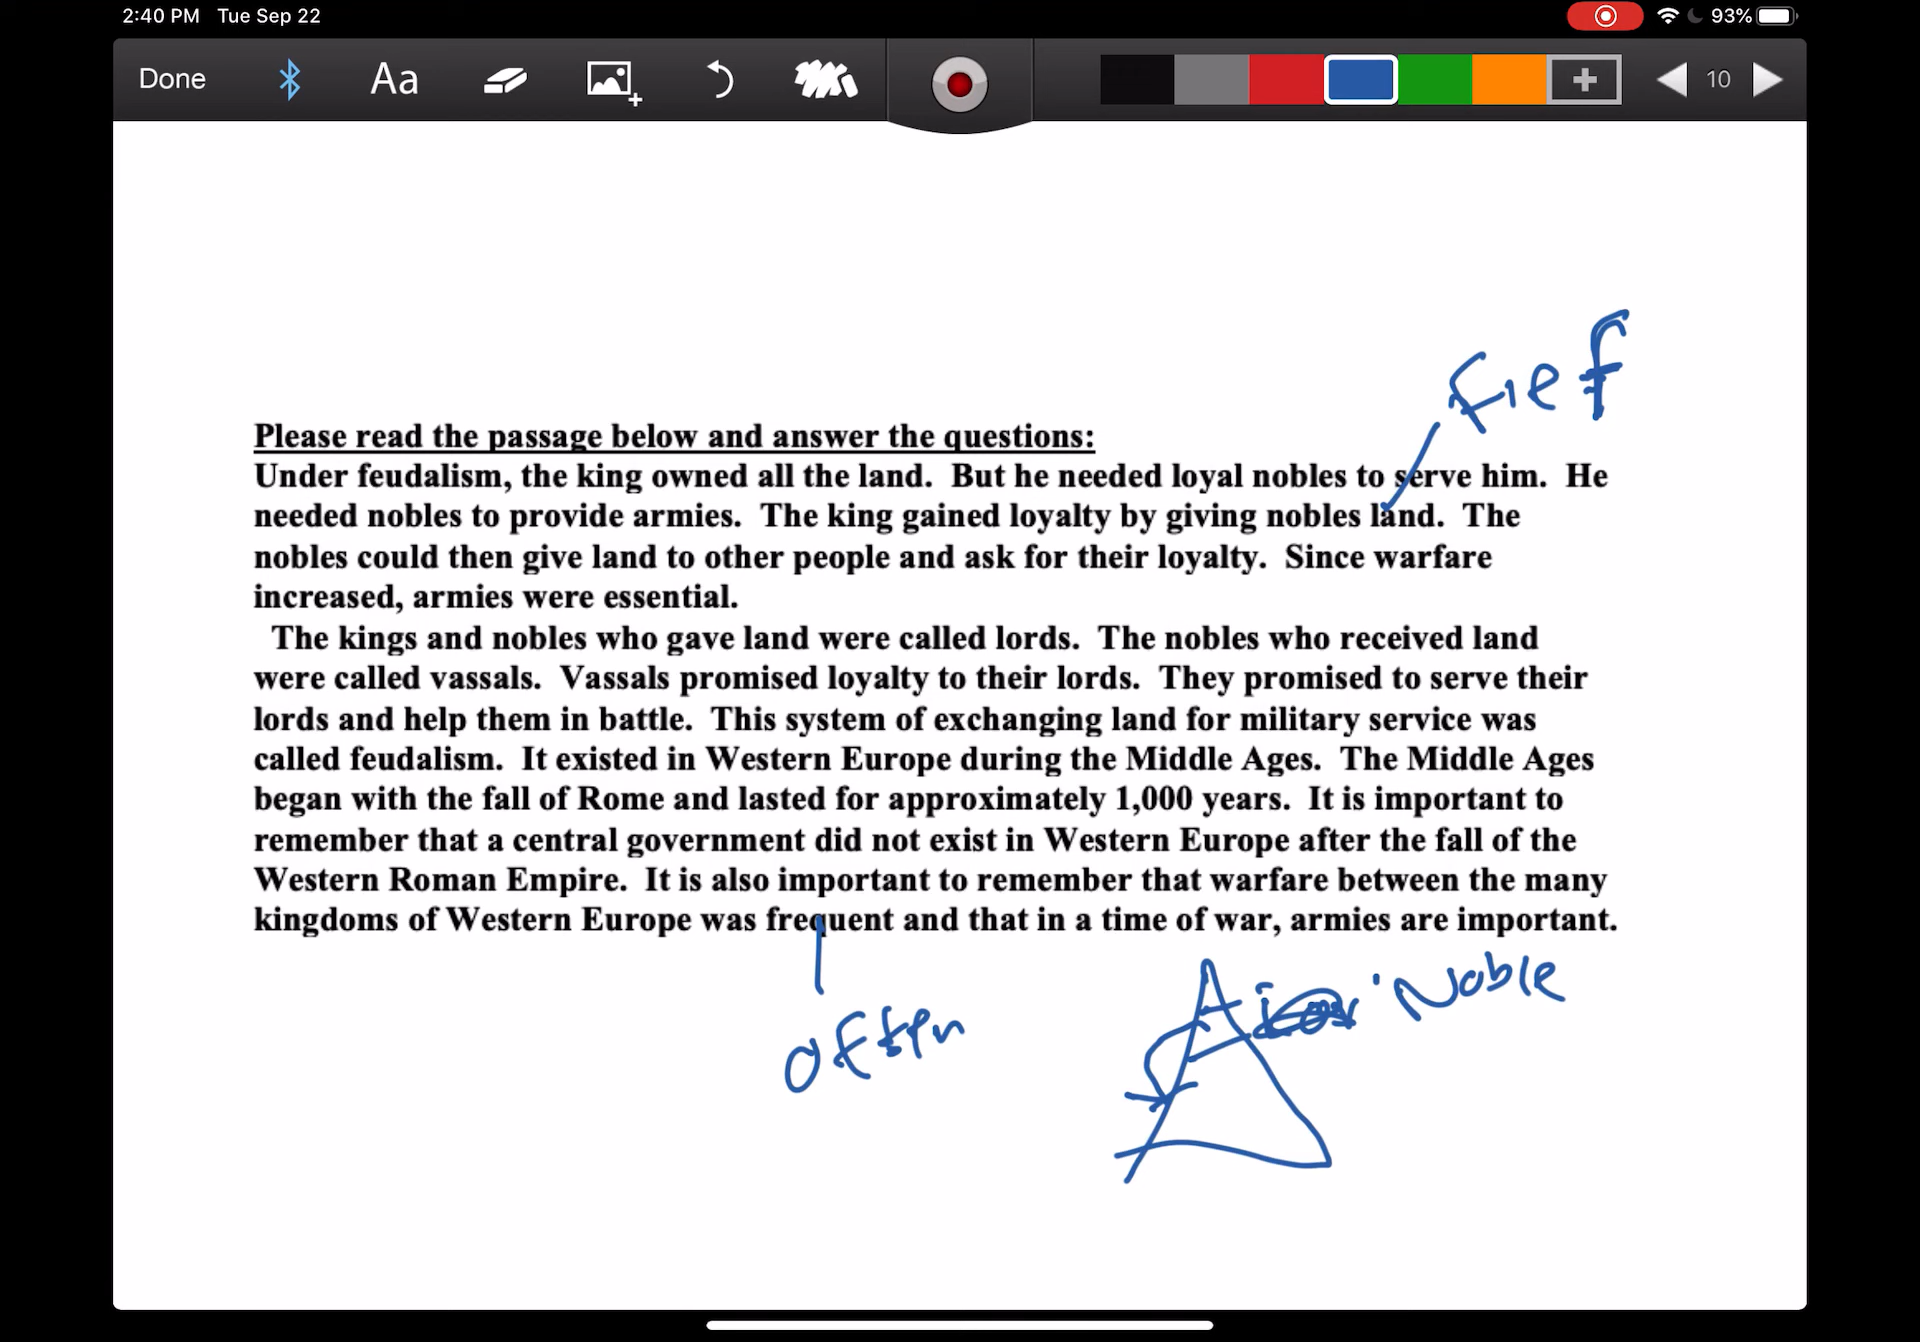 2:40 PM Tue Sep 22
93%
Done
Aa
10
Fief
Please read the passage below and answer the questions:
Under feudalism, the king owned all the land. But he needed loyal nobles to serve him. He
needed nobles to provide armies. The king gained loyalty by giving nobles land. The
nobles could then give land to other people and ask for their loyalty. Since warfare
increased, armies were essential.
The kings and nobles who gave land were called lords. The nobles who received land
were called vassals. Vassals promised loyalty to their lords. They promised to serve their
lords and help them in battle. This system of exchanging land for military service was
called feudalism. It existed in Western Europe during the Middle Ages. The Middle Ages
began with the fall of Rome and lasted for approximately 1,000 years. It is important to
remember that a central government did not exist in Western Europe after the fall of the
Western Roman Empire. It is also important to remember that warfare between the many
kingdoms of Western Europe was frequent and that in a time of war, armies are important.
Noble
often